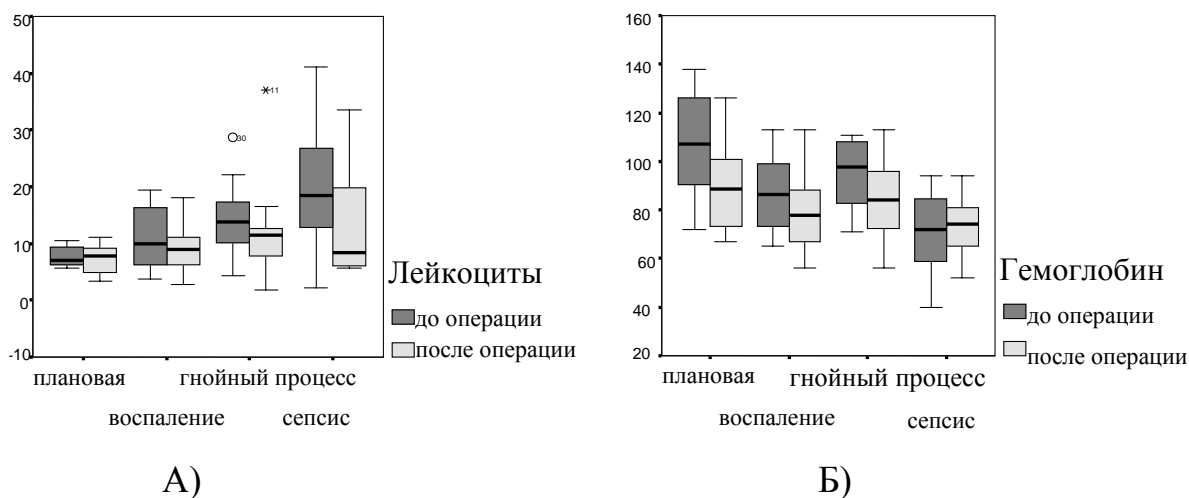 50
40
30
20
10
0
-10
30
11
плановая
гнойный процесс
воспаление
сепсис
Лейкоциты
до операции
после операции
А)
160
140
120
100
80
60
40
20
плановая
гнойный процесс
воспаление
сепсис
Гемоглобин
до операции
после операции
Б)